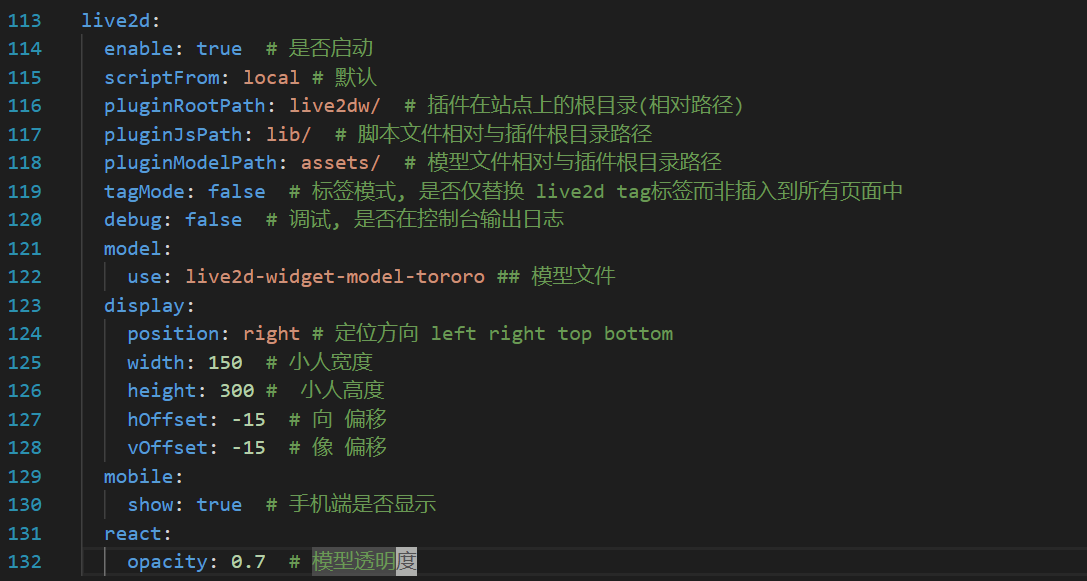 113 live2d:
114 enable: true # 是否启动
115 scriptFrom: local # 默认
116 pluginRootPath: live2dw/ # 插件在站点上的根目录(相对路径)
117 pluginJsPath: lib/ # 脚本文件相对与插件根目录路径
118 pluginModelPath: assets/ # 模型文件相对与插件根目录路径
119 tagMode: false # 标签模式, 是否仅替换 live2d tag标签而非插入到所有页面中
120 debug: false # 调试, 是否在控制台输出日志
121 model:
122 use: live2d-widget-model-tororo ## 模型文件
123 display:
124 position: right # 定位方向 left right top bottom
125 width: 150 # 小人宽度
126 height: 300 # 小人高度
127 hOffset: -15 # 向 偏移
128 vOffset: -15 # 像 偏移
129 mobile:
130 show: true # 手机端是否显示
131 react:
132 opacity: 0.7 # 模型透明度